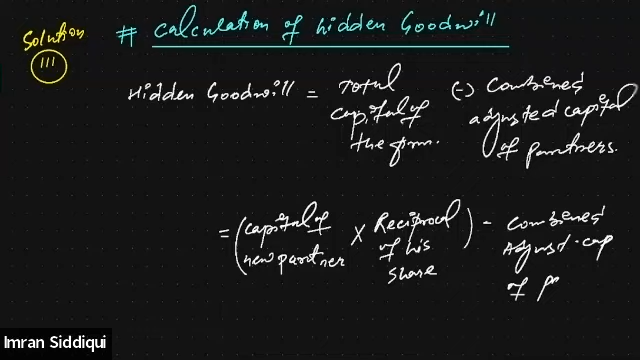 Solution
111
# Calculation of hidden Goodwill
Hidden Goodwill = Total (-) Combined
capital of adjusted capital
the firm. of partners.
= (capital of × Reciprocal) - Combined
new partner of his Adjust. cap
share of p
Imran Siddiqui